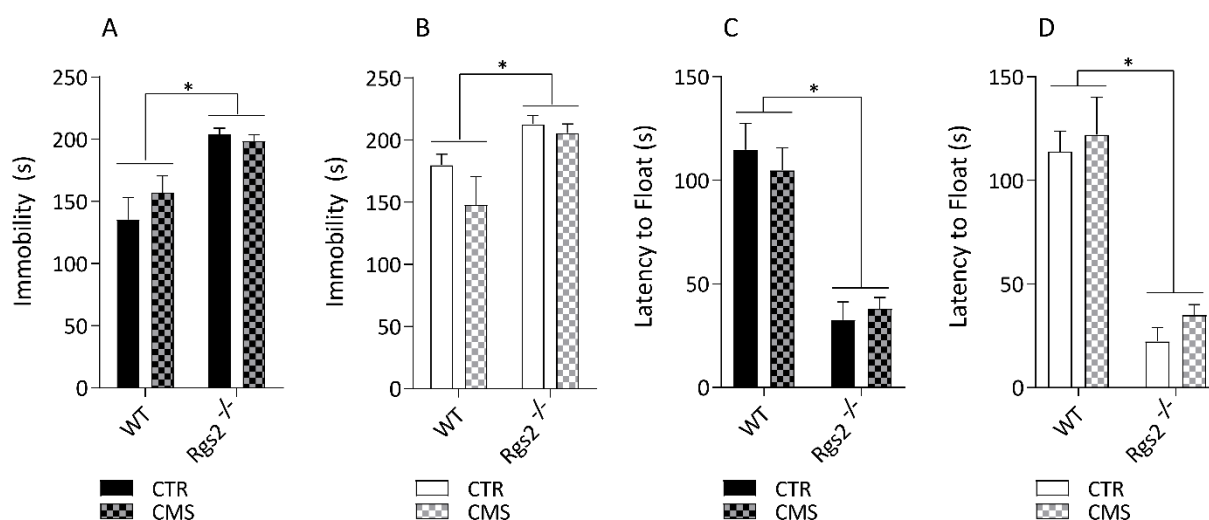 A
Immobility (s)
250
200
150
100
50
0
*
WT
Rgs2 -/-
CTR
CMS
B
Immobility (s)
250
200
150
100
50
0
*
WT
Rgs2 -/-
CTR
CMS
C
Latency to Float (s)
150
100
50
0
*
WT
Rgs2 -/-
CTR
CMS
D
Latency to Float (s)
150
100
50
0
*
WT
Rgs2 -/-
CTR
CMS